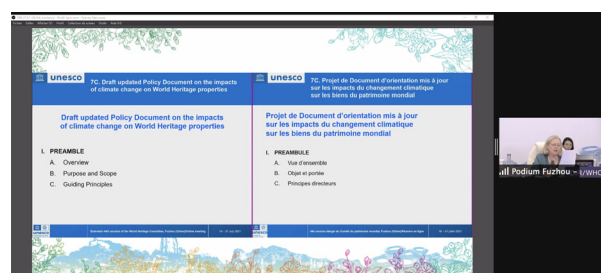 unesco
7C. Draft updated Policy Document on the impacts
of climate change on World Heritage properties
Draft updated Policy Document on the impacts
of climate change on World Heritage properties
I. PREAMBLE
A. Overview
B. Purpose and Scope
C. Guiding Principles
unesco
7C. Projet de Document d'orientation mis à jour
sur les impacts du changement climatique
sur les biens du patrimoine mondial
Projet de Document d'orientation mis à jour
sur les impacts du changement climatique
sur les biens du patrimoine mondial
I. PREAMBULE
A. Vue d'ensemble
B. Objet et portée
C. Principes directeurs
Podium Fuzhou -